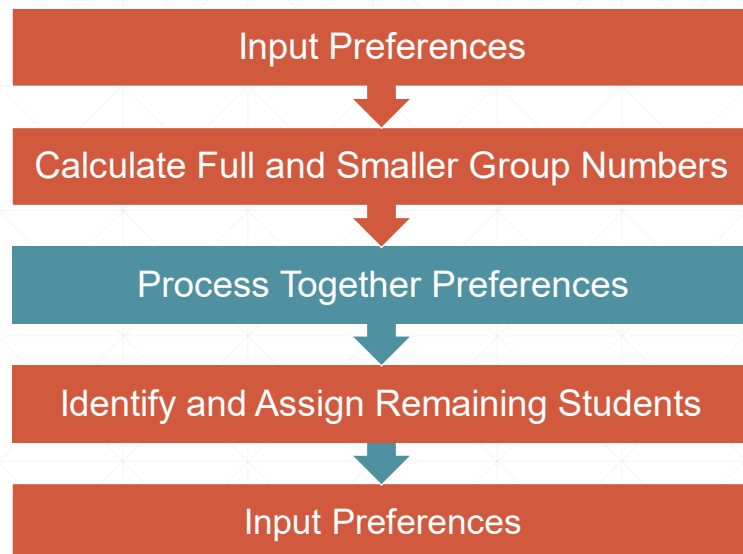 Input Preferences
Calculate Full and Smaller Group Numbers
Process Together Preferences
Identify and Assign Remaining Students
Input Preferences